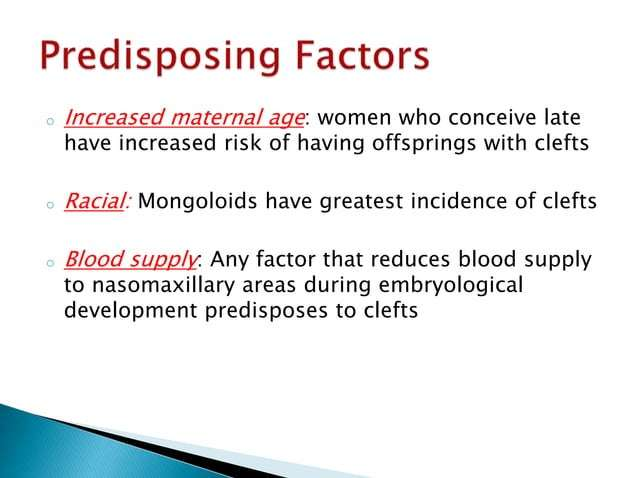 Predisposing Factors
Increased maternal age: women who conceive late
have increased risk of having offsprings with clefts
Racial: Mongoloids have greatest incidence of clefts
Blood supply: Any factor that reduces blood supply
to nasomaxillary areas during embryological
development predisposes to clefts